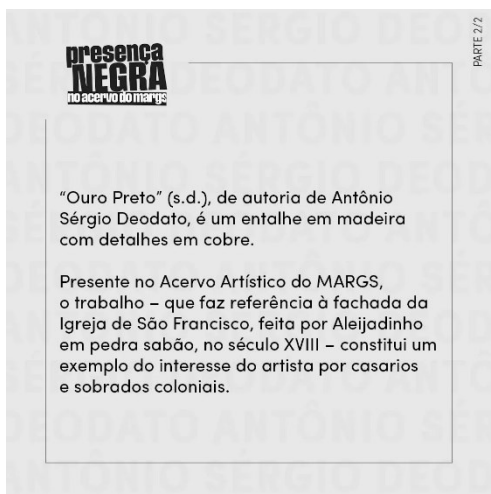 presença
NEGRA
no acervo do margs
PARTE 2/2
“Ouro Preto” (s.d.), de autoria de Antônio
Sérgio Deodato, é um entalhe em madeira
com detalhes em cobre.
Presente no Acervo Artístico do MARGS,
o trabalho – que faz referência à fachada da
Igreja de São Francisco, feita por Aleijadinho
em pedra sabão, no século XVIII – constitui um
exemplo do interesse do artista por casarios
e sobrados coloniais.